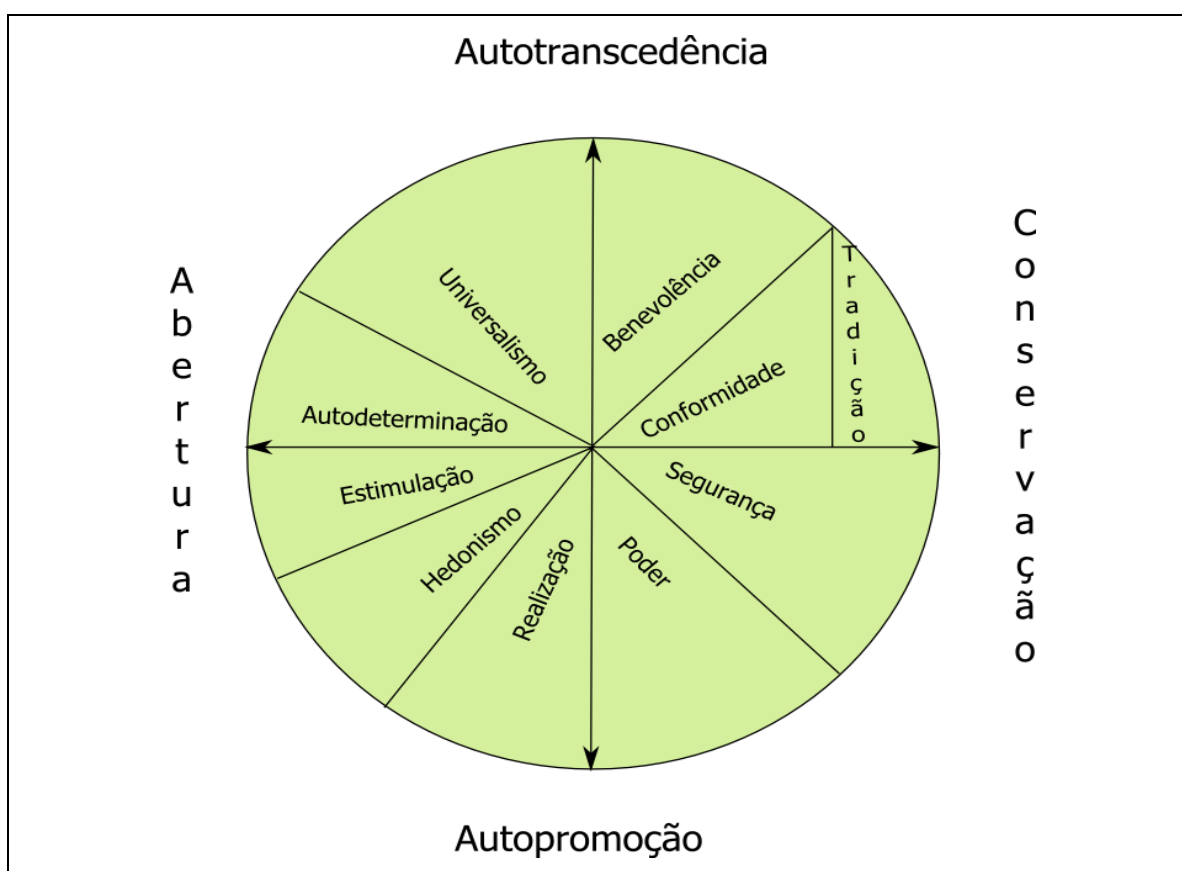 Autotranscedência
Abertura
Conservação
Universalismo
Benevolência
Tradição
Conformidade
Autodeterminação
Estimulação
Segurança
Hedonismo
Realização
Poder
Autopromoção